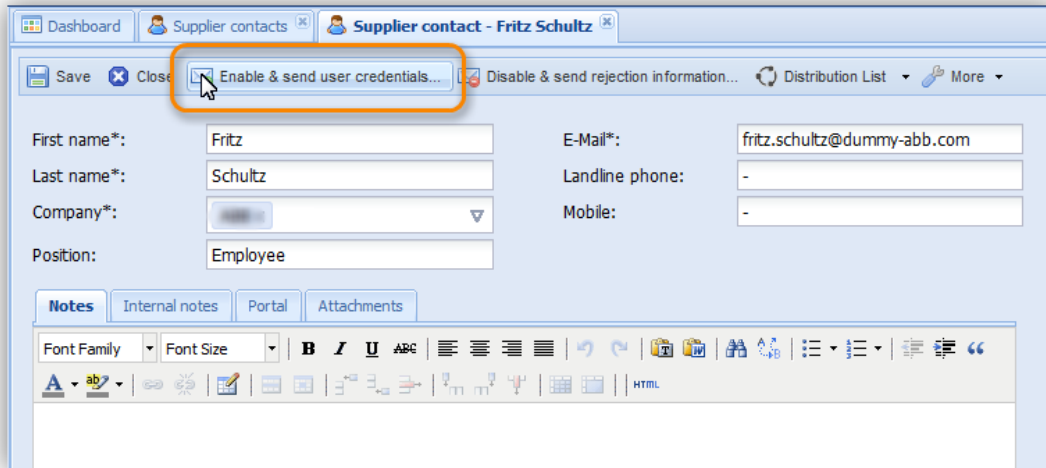 Dashboard Supplier contacts Supplier contact - Fritz Schultz
Save Close Enable & send user credentials... Disable & send rejection information... Distribution List More
First name*: Fritz E-Mail*: fritz.schultz@dummy-abb.com
Last name*: Schultz Landline phone: -
Company*: Mobile: -
Position: Employee
Notes Internal notes Portal Attachments
Font Family Font Size B I U ABC
A ab HTML